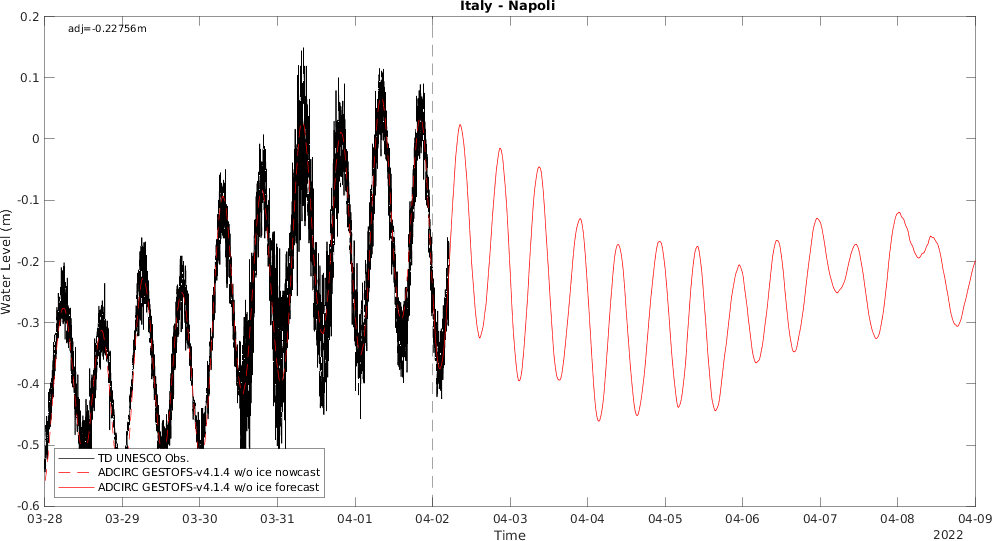 Italy - Napoli
adj=-0.22756m
0.2
0.1
0
-0.1
-0.2
-0.3
-0.4
-0.5
-0.6
Water Level (m)
TD UNESCO Obs.
ADCIRC GESTOFS-v4.1.4 w/o ice nowcast
ADCIRC GESTOFS-v4.1.4 w/o ice forecast
03-28 03-29 03-30 03-31 04-01 04-02 04-03 04-04 04-05 04-06 04-07 04-08 04-09
Time
2022